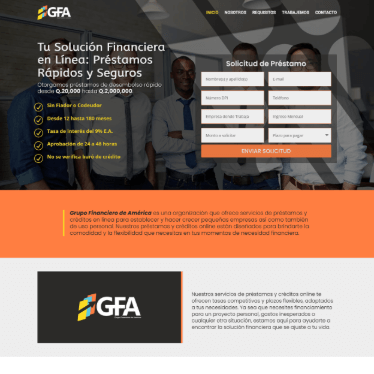 GFA
INICIO NOSOTROS REQUISITOS TRABAJEMOS CONTACTO
Tu Solución Financiera
en Línea: Préstamos
Rápidos y Seguros
Otorgamos préstamos de desembolso rápido
desde Q.20,000 hasta Q.2,000,000.
Sin Fiador o Codeudor
Desde 12 hasta 180 meses
Tasa de Interés del 9% E.A.
Aprobación de 24 a 48 horas
No se verifica buró de crédito
Solicitud de Préstamo
Nombres y apellidos
E-mail
Número DPI
Teléfono
Empresa donde Trabaja
Ingreso Mensual
Monto a solicitar
Plazo para pagar
ENVIAR SOLICITUD
Grupo Financiero de América es una organización que ofrece servicios de préstamos y
créditos en línea para establecer y hacer crecer pequeñas empresas así como también
de uso personal. Nuestros préstamos y créditos online están diseñados para brindarte la
comodidad y la flexibilidad que necesitas en tus momentos de necesidad financiera.
GFA
Nuestros servicios de préstamos y créditos online te
ofrecen tasas competitivas y plazos flexibles, adaptados
a tus necesidades. Ya sea que necesites financiamiento
para un proyecto personal, gastos inesperados o
cualquier otra situación, estamos aquí para ayudarte a
encontrar la solución financiera que se ajuste a tu vida.